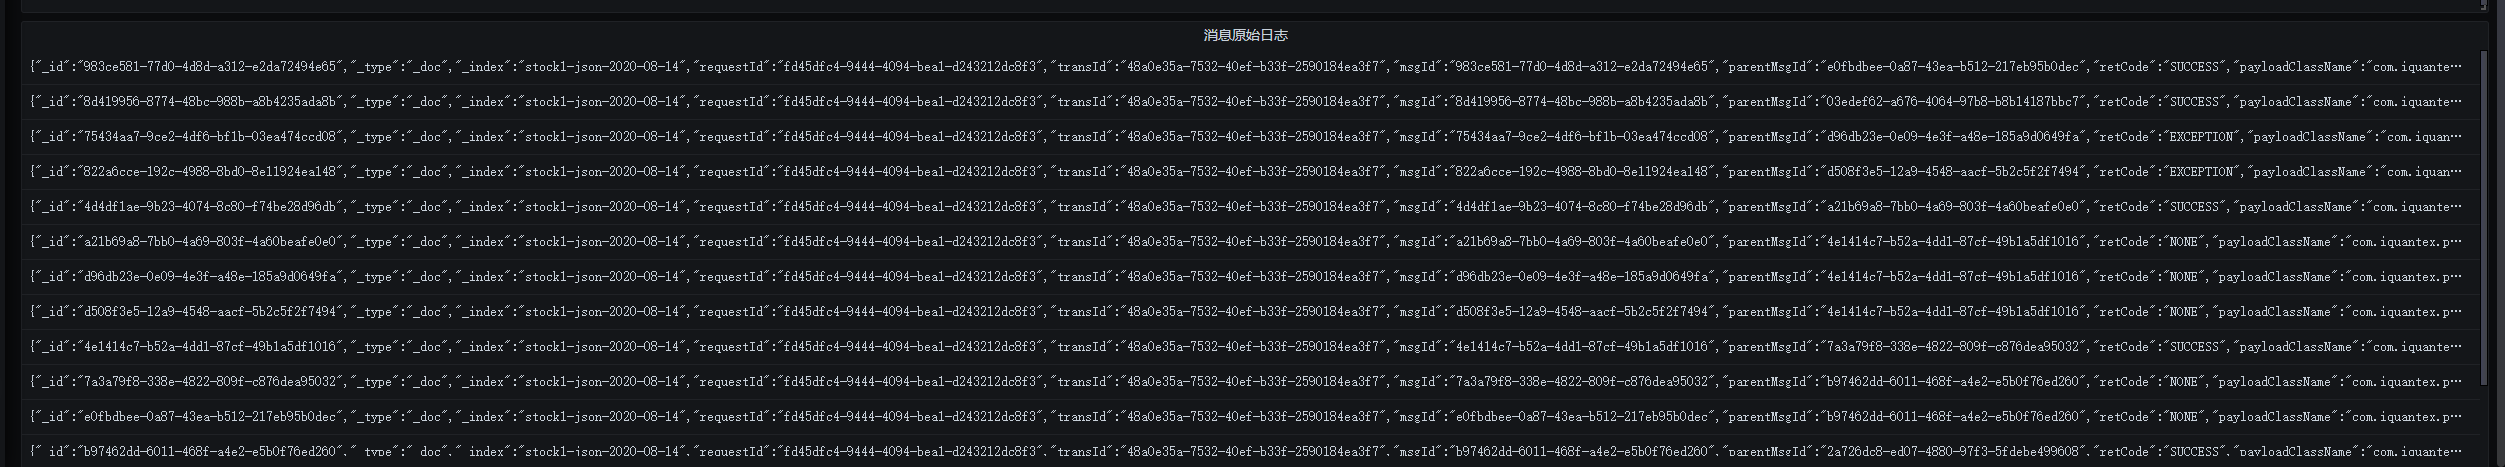 消息原始日志
{"_id":"983ce581-77d0-4d8d-a312-e2da72494e65","_type":"_doc","_index":"stock1-json-2020-08-14","requestId":"fd45dfc4-9444-4094-bea1-d243212dc8f3","transId":"48a0e35a-7532-40ef-b33f-2590184ea3f7","msgId":"983ce581-77d0-4d8d-a312-e2da72494e65","parentMsgId":"e0fbdbee-0a87-43ea-b512-217eb95b0dec","retCode":"SUCCESS","payloadClassName":"com.iquante…
{"_id":"8d419956-8774-48bc-988b-a8b4235ada8b","_type":"_doc","_index":"stock1-json-2020-08-14","requestId":"fd45dfc4-9444-4094-bea1-d243212dc8f3","transId":"48a0e35a-7532-40ef-b33f-2590184ea3f7","msgId":"8d419956-8774-48bc-988b-a8b4235ada8b","parentMsgId":"03edef62-a676-4064-97b8-b8b14187bbc7","retCode":"SUCCESS","payloadClassName":"com.iquante…
{"_id":"75434aa7-9ce2-4df6-bf1b-03ea474ccd08","_type":"_doc","_index":"stock1-json-2020-08-14","requestId":"fd45dfc4-9444-4094-bea1-d243212dc8f3","transId":"48a0e35a-7532-40ef-b33f-2590184ea3f7","msgId":"75434aa7-9ce2-4df6-bf1b-03ea474ccd08","parentMsgId":"d96db23e-0e09-4e3f-a48e-185a9d0649fa","retCode":"EXCEPTION","payloadClassName":"com.iquan…
{"_id":"822a6cce-192c-4988-8bd0-8e11924ea148","_type":"_doc","_index":"stock1-json-2020-08-14","requestId":"fd45dfc4-9444-4094-bea1-d243212dc8f3","transId":"48a0e35a-7532-40ef-b33f-2590184ea3f7","msgId":"822a6cce-192c-4988-8bd0-8e11924ea148","parentMsgId":"d508f3e5-12a9-4548-aacf-5b2c5f2f7494","retCode":"EXCEPTION","payloadClassName":"com.iquan…
{"_id":"4d4df1ae-9b23-4074-8c80-f74be28d96db","_type":"_doc","_index":"stock1-json-2020-08-14","requestId":"fd45dfc4-9444-4094-bea1-d243212dc8f3","transId":"48a0e35a-7532-40ef-b33f-2590184ea3f7","msgId":"4d4df1ae-9b23-4074-8c80-f74be28d96db","parentMsgId":"a21b69a8-7bb0-4a69-803f-4a60beafe0e0","retCode":"SUCCESS","payloadClassName":"com.iquante…
{"_id":"a21b69a8-7bb0-4a69-803f-4a60beafe0e0","_type":"_doc","_index":"stock1-json-2020-08-14","requestId":"fd45dfc4-9444-4094-bea1-d243212dc8f3","transId":"48a0e35a-7532-40ef-b33f-2590184ea3f7","msgId":"a21b69a8-7bb0-4a69-803f-4a60beafe0e0","parentMsgId":"4e1414c7-b52a-4dd1-87cf-49b1a5df1016","retCode":"NONE","payloadClassName":"com.iquantex.p…
{"_id":"d96db23e-0e09-4e3f-a48e-185a9d0649fa","_type":"_doc","_index":"stock1-json-2020-08-14","requestId":"fd45dfc4-9444-4094-bea1-d243212dc8f3","transId":"48a0e35a-7532-40ef-b33f-2590184ea3f7","msgId":"d96db23e-0e09-4e3f-a48e-185a9d0649fa","parentMsgId":"4e1414c7-b52a-4dd1-87cf-49b1a5df1016","retCode":"NONE","payloadClassName":"com.iquantex.p…
{"_id":"d508f3e5-12a9-4548-aacf-5b2c5f2f7494","_type":"_doc","_index":"stock1-json-2020-08-14","requestId":"fd45dfc4-9444-4094-bea1-d243212dc8f3","transId":"48a0e35a-7532-40ef-b33f-2590184ea3f7","msgId":"d508f3e5-12a9-4548-aacf-5b2c5f2f7494","parentMsgId":"4e1414c7-b52a-4dd1-87cf-49b1a5df1016","retCode":"NONE","payloadClassName":"com.iquantex.p…
{"_id":"4e1414c7-b52a-4dd1-87cf-49b1a5df1016","_type":"_doc","_index":"stock1-json-2020-08-14","requestId":"fd45dfc4-9444-4094-bea1-d243212dc8f3","transId":"48a0e35a-7532-40ef-b33f-2590184ea3f7","msgId":"4e1414c7-b52a-4dd1-87cf-49b1a5df1016","parentMsgId":"7a3a79f8-338e-4822-809f-c876dea95032","retCode":"SUCCESS","payloadClassName":"com.iquante…
{"_id":"7a3a79f8-338e-4822-809f-c876dea95032","_type":"_doc","_index":"stock1-json-2020-08-14","requestId":"fd45dfc4-9444-4094-bea1-d243212dc8f3","transId":"48a0e35a-7532-40ef-b33f-2590184ea3f7","msgId":"7a3a79f8-338e-4822-809f-c876dea95032","parentMsgId":"b97462dd-6011-468f-a4e2-e5b0f76ed260","retCode":"NONE","payloadClassName":"com.iquantex.p…
{"_id":"e0fbdbee-0a87-43ea-b512-217eb95b0dec","_type":"_doc","_index":"stock1-json-2020-08-14","requestId":"fd45dfc4-9444-4094-bea1-d243212dc8f3","transId":"48a0e35a-7532-40ef-b33f-2590184ea3f7","msgId":"e0fbdbee-0a87-43ea-b512-217eb95b0dec","parentMsgId":"b97462dd-6011-468f-a4e2-e5b0f76ed260","retCode":"NONE","payloadClassName":"com.iquantex.p…
{"_id":"b97462dd-6011-468f-a4e2-e5b0f76ed260","_type":"_doc","_index":"stock1-json-2020-08-14","requestId":"fd45dfc4-9444-4094-bea1-d243212dc8f3","transId":"48a0e35a-7532-40ef-b33f-2590184ea3f7","msgId":"b97462dd-6011-468f-a4e2-e5b0f76ed260","parentMsgId":"2a726dc8-ed07-4880-97f3-5fdebe499608","retCode":"SUCCESS","payloadClassName":"com.iquante…